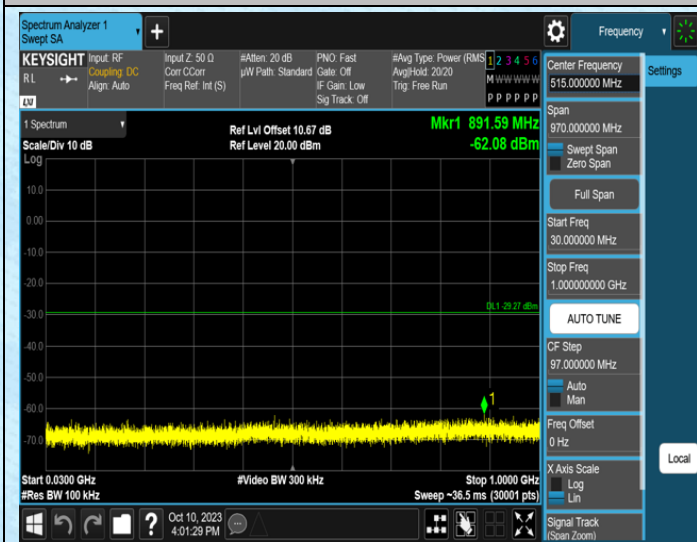 Spectrum Analyzer 1
Swept SA
Frequency
KEYSIGHT
RL
LXI
Input: RF
Coupling: DC
Align: Auto
Input Z: 50 Ω
Corr CCorr
Freq Ref: Int (S)
#Atten: 20 dB
µW Path: Standard
PNO: Fast
Gate: Off
IF Gain: Low
Sig Track: Off
#Avg Type: Power (RMS
Avg|Hold: 20/20
Trig: Free Run
1 2 3 4 5 6
M W W W W W
P P P P P P
1 Spectrum
Scale/Div 10 dB
Log
Ref Lvl Offset 10.67 dB
Ref Level 20.00 dBm
Mkr1 891.59 MHz
-62.08 dBm
10.0
0.00
-10.0
-20.0
-30.0
-40.0
-50.0
-60.0
-70.0
DL1 -29.27 dBm
1
Start 0.0300 GHz
#Res BW 100 kHz
#Video BW 300 kHz
Stop 1.0000 GHz
Sweep ~36.5 ms (30001 pts)
?
Oct 10, 2023
4:01:29 PM
Center Frequency
515.000000 MHz
Span
970.000000 MHz
Swept Span
Zero Span
Full Span
Start Freq
30.000000 MHz
Stop Freq
1.000000000 GHz
AUTO TUNE
CF Step
97.000000 MHz
Auto
Man
Freq Offset
0 Hz
X Axis Scale
Log
Lin
Signal Track
(Span Zoom)
Settings
Local